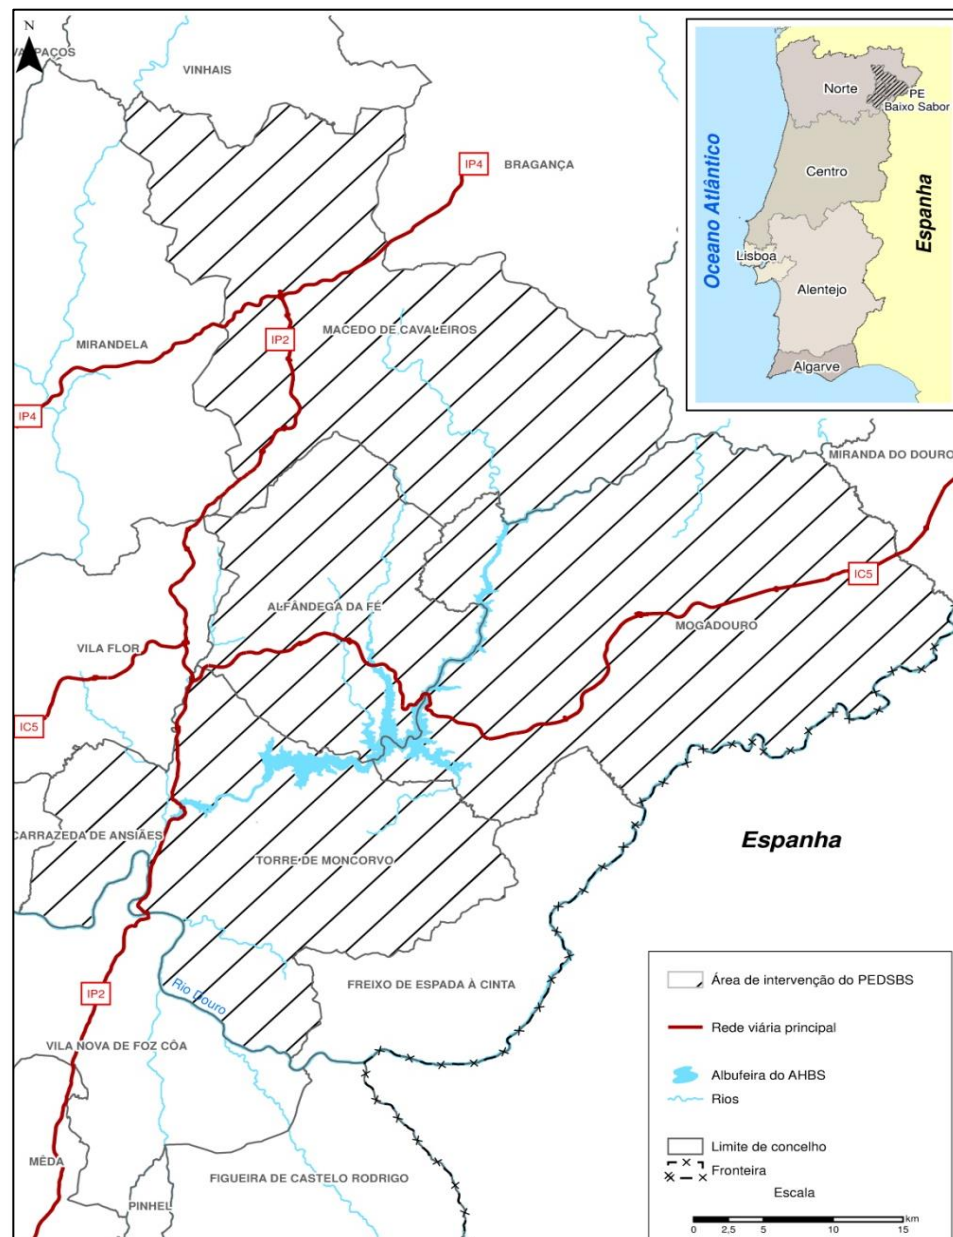 N
VALPAÇOS
VINHAIS
BRAGANÇA
IP4
MIRANDELA
IP2
MACEDO DE CAVALEIROS
IP4
MIRANDA DO DOURO
IC5
ALFÂNDEGA DA FÉ
MOGADOURO
VILA FLOR
IC5
CARRAZEDA DE ANSIÃES
TORRE DE MONCORVO
Espanha
IP2
Rio Douro
FREIXO DE ESPADA À CINTA
VILA NOVA DE FOZ CÔA
MÊDA
PINHEL
FIGUEIRA DE CASTELO RODRIGO
Oceano Atlântico
Norte
PE
Baixo Sabor
Centro
Espanha
Lisboa
Alentejo
Algarve
Área de intervenção do PEDSBS
Rede viária principal
Albufeira do AHBS
Rios
Limite de concelho
Fronteira
Escala
km
0 2,5 5 10 15